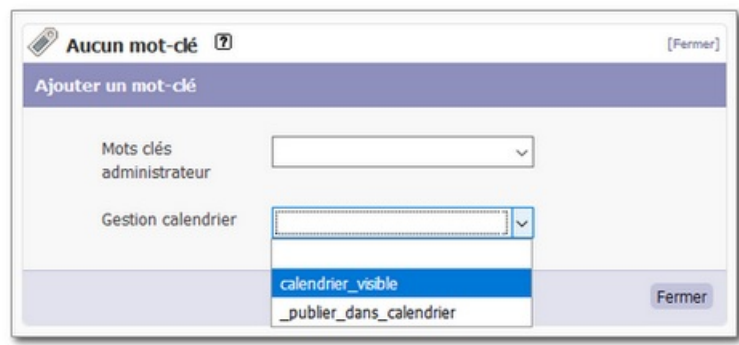 Aucun mot-clé ?
[Fermer]
Ajouter un mot-clé
Mots clés
administrateur
Gestion calendrier
calendrier_visible
_publier_dans_calendrier
Fermer